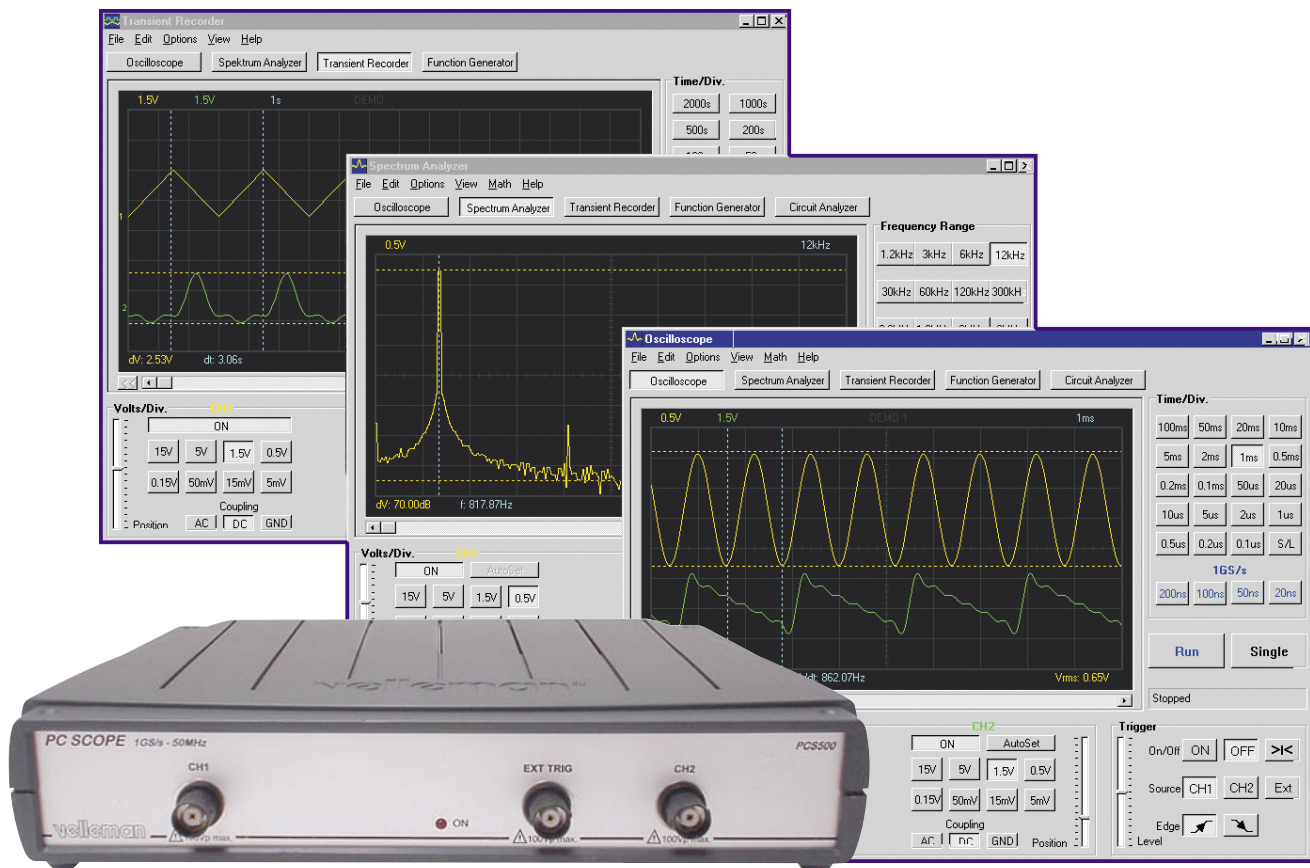 Transient Recorder
File Edit Options View Help
Oscilloscope Spektrum Analyzer Transient Recorder Function Generator
1.5V 1.5V 1s DEMO
1
2
dV: 2.53V dt: 3.06s
Time/Div.
2000s 1000s
500s 200s
Volts/Div. CH1
ON
15V 5V 1.5V 0.5V
0.15V 50mV 15mV 5mV
Coupling
Position AC DC GND
Spectrum Analyzer
File Edit Options View Math Help
Oscilloscope Spectrum Analyzer Transient Recorder Function Generator Circuit Analyzer
0.5V 12kHz
dV: 70.00dB f: 817.87Hz
Frequency Range
1.2kHz 3kHz 6kHz 12kHz
30kHz 60kHz 120kHz 300kH
Volts/Div. CH1
ON AutoSet
15V 5V 1.5V 0.5V
Oscilloscope
File Edit Options View Math Help
Oscilloscope Spectrum Analyzer Transient Recorder Function Generator Circuit Analyzer
0.5V 1.5V DEMO 1 1ms
/dt: 862.07Hz Vrms: 0.65V
Time/Div.
100ms 50ms 20ms 10ms
5ms 2ms 1ms 0.5ms
0.2ms 0.1ms 50us 20us
10us 5us 2us 1us
0.5us 0.2us 0.1us S/L
1GS/s
200ns 100ns 50ns 20ns
Run Single
Stopped
CH2
ON AutoSet
15V 5V 1.5V 0.5V
0.15V 50mV 15mV 5mV
Coupling
AC DC GND Position
Trigger
On/Off ON OFF >I<
Source CH1 CH2 Ext
Edge
Level
velleman
PC SCOPE 1GS/s - 50MHz PCS500
CH1 EXT TRIG CH2
ON
velleman 100Vp max. 100Vp max. 100Vp max.